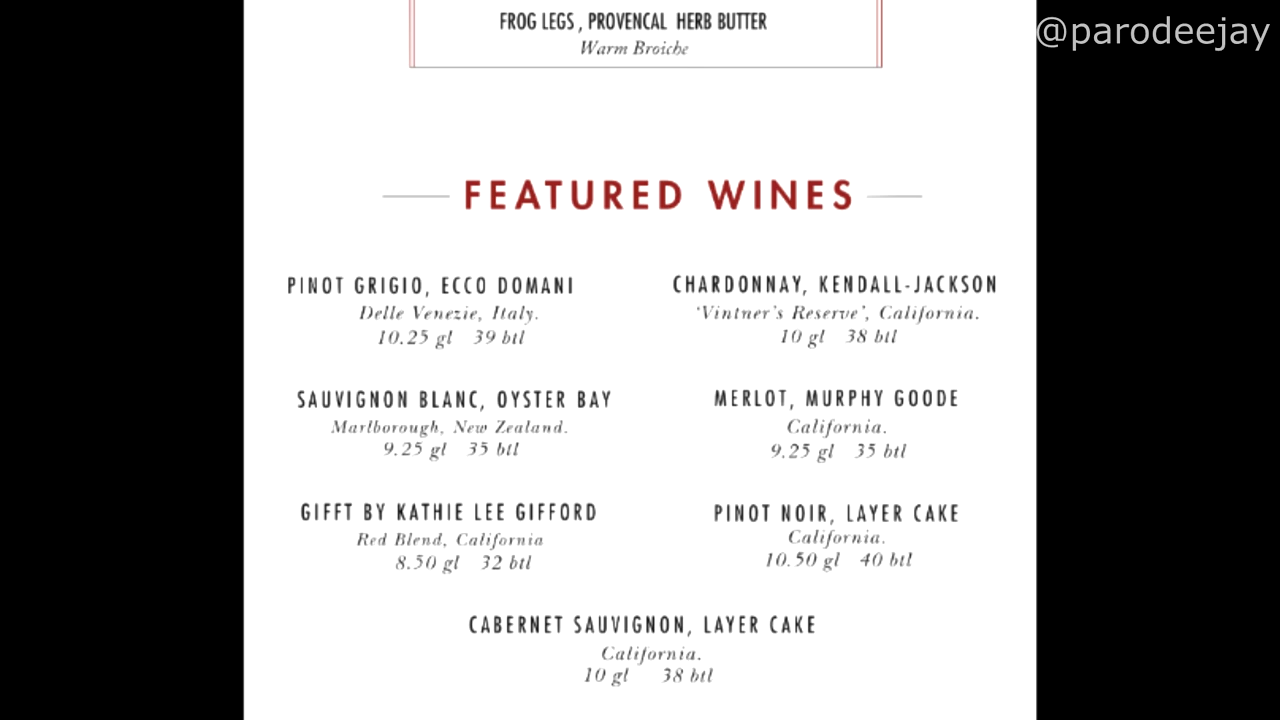 FROG LEGS , PROVENCAL HERB BUTTER
Warm Broiche
@parodeejay
FEATURED WINES
PINOT GRIGIO, ECCO DOMANI
Delle Venezie, Italy.
10.25 gl 39 btl
CHARDONNAY, KENDALL-JACKSON
‘Vintner’s Reserve’, California.
10 gl 38 btl
SAUVIGNON BLANC, OYSTER BAY
Marlborough, New Zealand.
9.25 gl 35 btl
MERLOT, MURPHY GOODE
California.
9.25 gl 35 btl
GIFFT BY KATHIE LEE GIFFORD
Red Blend, California
8.50 gl 32 btl
PINOT NOIR, LAYER CAKE
California.
10.50 gl 40 btl
CABERNET SAUVIGNON, LAYER CAKE
California.
10 gl 38 btl